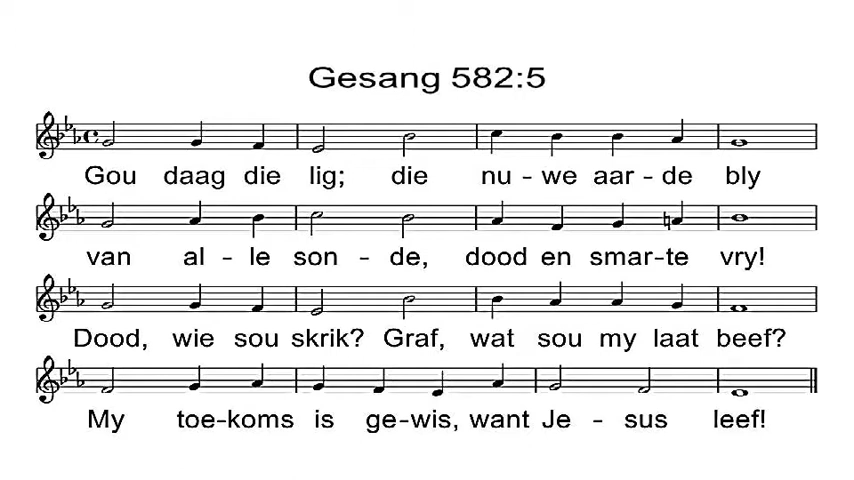 Gesang 582:5
Gou daag die lig; die nu - we aar - de bly
van al - le son - de, dood en smar-te vry!
Dood, wie sou skrik? Graf, wat sou my laat beef?
My toe-koms is ge-wis, want Je - sus leef!